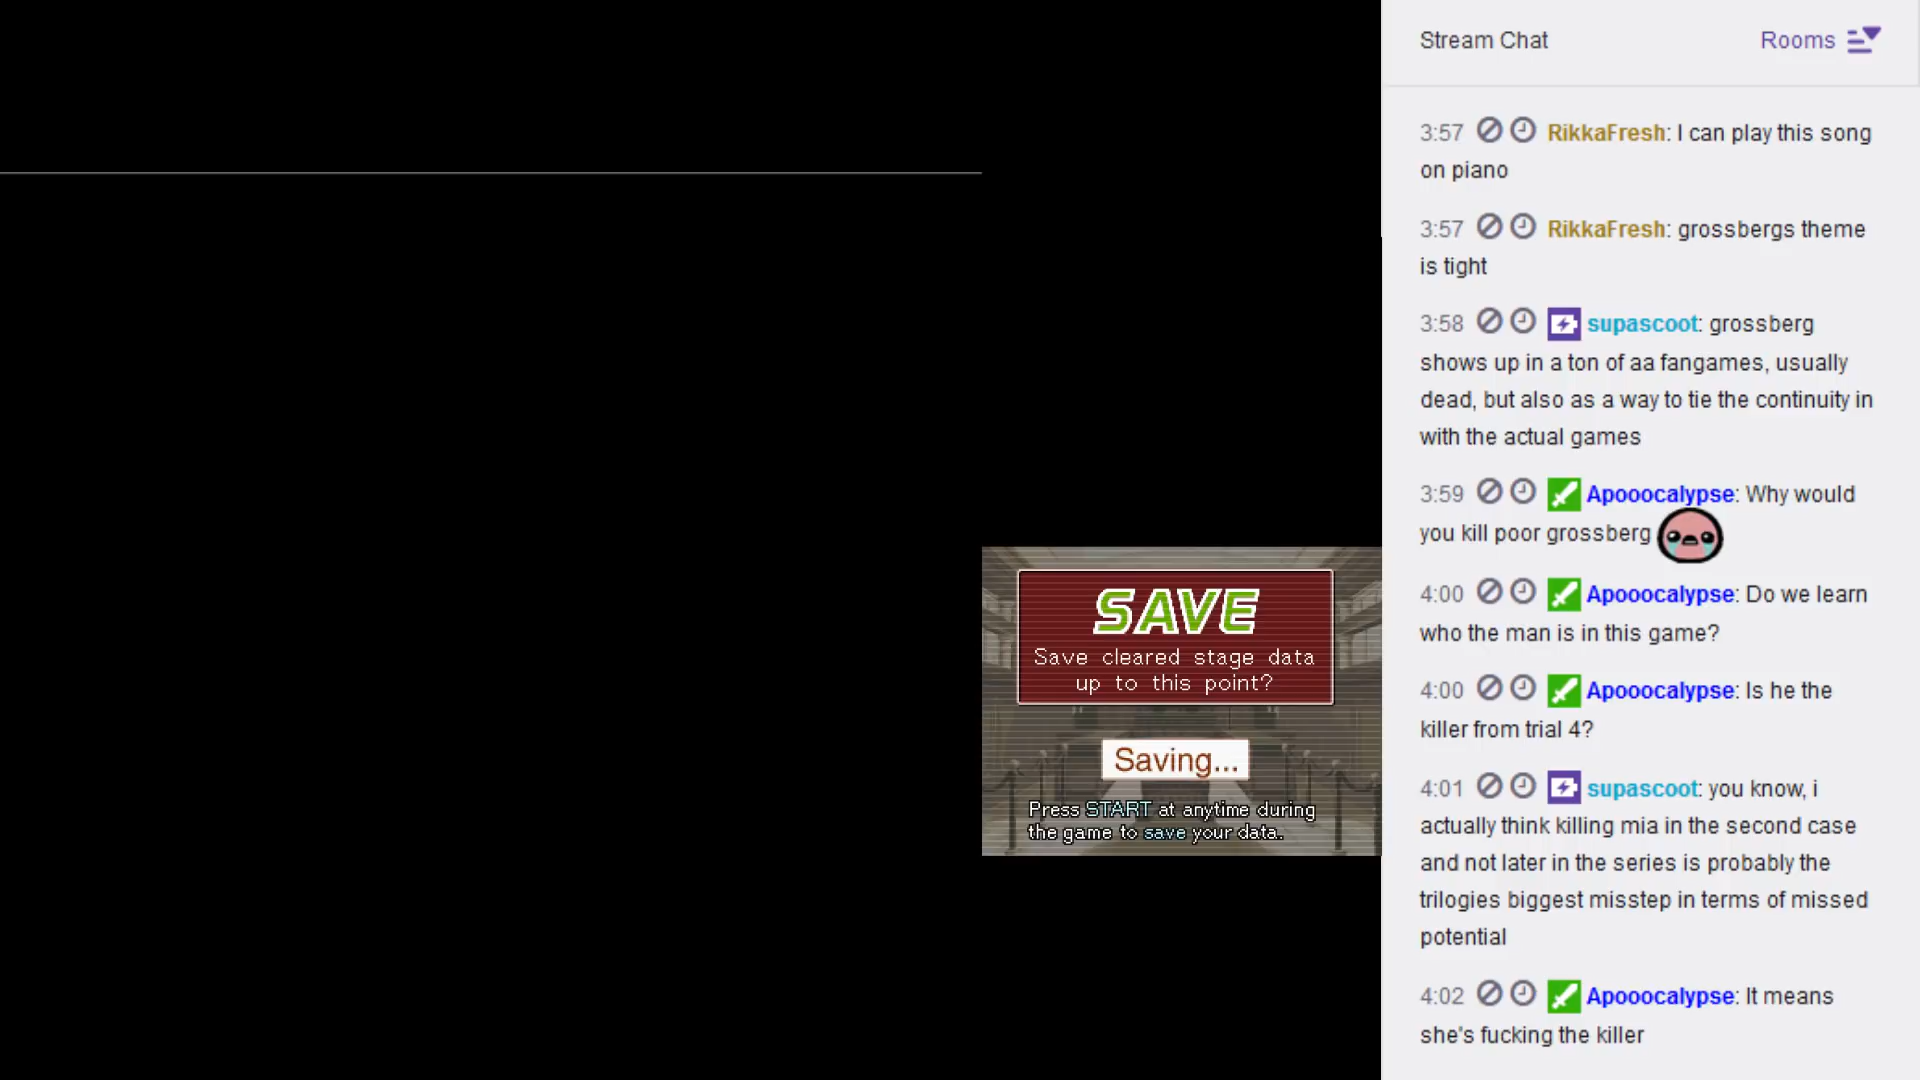 Stream Chat
Rooms
3:57 RikkaFresh: I can play this song
on piano
3:57 RikkaFresh: grossbergs theme
is tight
3:58 supascoot: grossberg
shows up in a ton of aa fangames, usually
dead, but also as a way to tie the continuity in
with the actual games
3:59 Apooocalypse: Why would
you kill poor grossberg
4:00 Apooocalypse: Do we learn
who the man is in this game?
4:00 Apooocalypse: Is he the
killer from trial 4?
4:01 supascoot: you know, i
actually think killing mia in the second case
and not later in the series is probably the
trilogies biggest misstep in terms of missed
potential
4:02 Apooocalypse: It means
she's fucking the killer
SAVE
Save cleared stage data
up to this point?
Saving...
Press START at anytime during
the game to save your data.